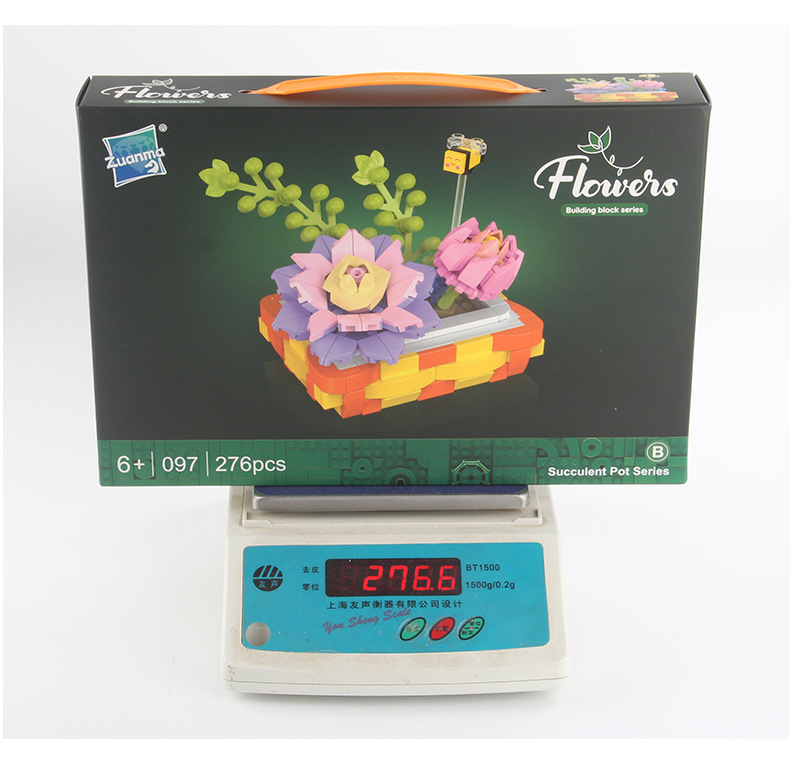 Flowers
Building block series
Zuanma
®
Flowers
Building block series
6+ | 097 | 276pcs
B
Succulent Pot Series
友声
去皮
零位
276.6
BT1500
1500g/0.2g
上海友声衡器有限公司设计
You Sheng Scale